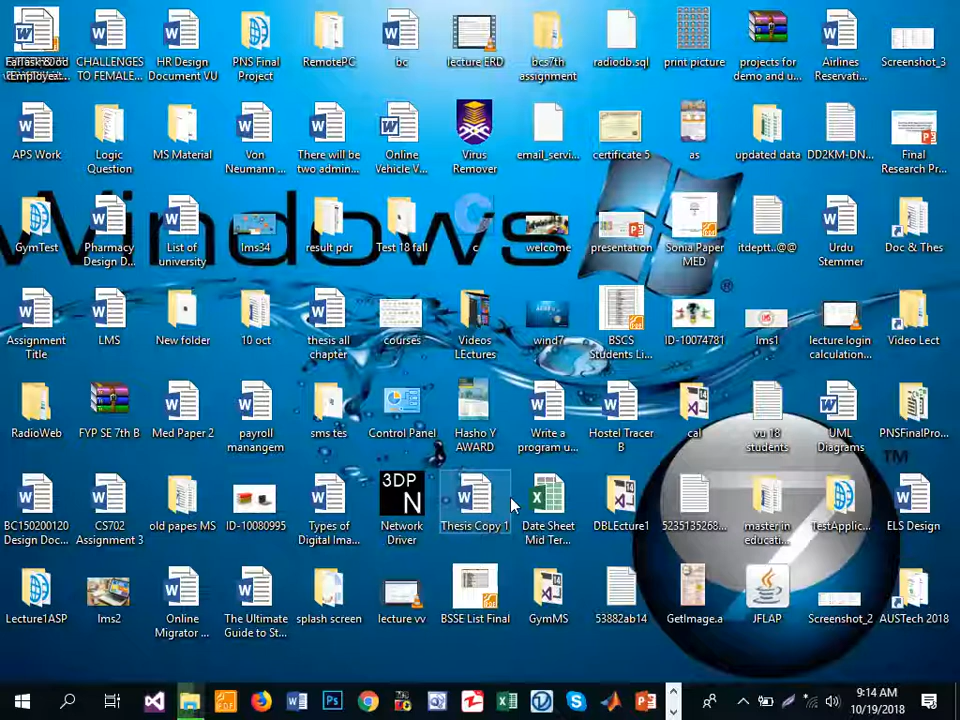 CHALLENGES
TO FEMALE...
HR Design
Document VU
PNS Final
Project
RemotePC
bc
lecture ERD
bcs7th
assignment
radiodb.sql
print picture
projects for
demo and u...
Airlines
Reservati...
Screenshot_3
APS Work
Logic
Question
MS Material
Von
Neumann ...
There will be
two admin...
Online
Vehicle V...
Virus
Remover
email_servi...
certificate 5
as
updated data
DD2KM-DN...
Final
Research Pr...
Windows
®
GymTest
Pharmacy
Design D...
List of
university
lms34
result pdr
Test 18 fall
c
welcome
presentation
Sonia Paper
MED
itdeptt..@@
Urdu
Stemmer
Doc & Thes
Assignment
Title
LMS
New folder
10 oct
thesis all
chapter
courses
Videos
LEctures
wind7
BSCS
Students Li...
ID-10074781
lms1
lecture login
calculation...
Video Lect
RadioWeb
FYP SE 7th B
Med Paper 2
payroll
manangem
sms tes
Control Panel
Hasho Y
AWARD
Write a
program u...
Hostel Tracer
B
cal
vu 18
students
UML
Diagrams
PNSFinalPro...
TM
BC150200120
Design Doc...
CS702
Assignment 3
old papes MS
ID-10080995
Types of
Digital Ima...
3DP
N
Network
Driver
Thesis Copy 1
Date Sheet
Mid Ter...
DBLEcture1
5235135268...
master in
educati...
TestApplic...
ELS Design
Lecture1ASP
lms2
Online
Migrator ...
The Ultimate
Guide to St...
splash screen
lecture vv
BSSE List Final
GymMS
53882ab14
GetImage.a
JFLAP
Screenshot_2
AUSTech 2018
9:14 AM
10/19/2018